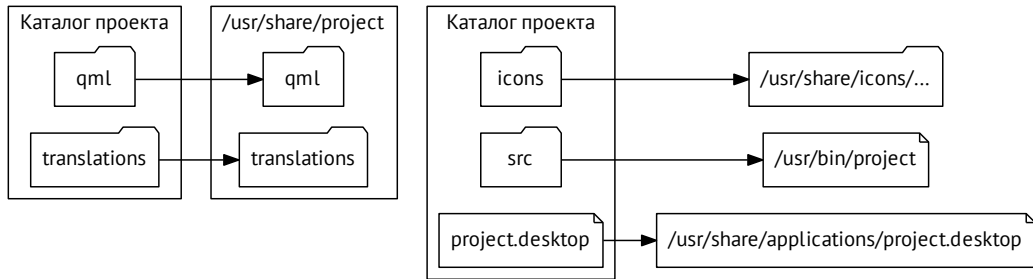 Каталог проекта
qml
translations
/usr/share/project
qml
translations
Каталог проекта
icons
src
project.desktop
/usr/share/icons/...
/usr/bin/project
/usr/share/applications/project.desktop